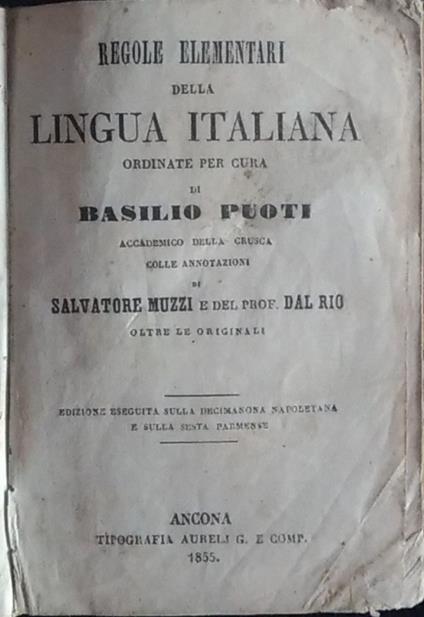 REGOLE ELEMENTARI
DELLA
LINGUA ITALIANA
ORDINATE PER CURA
DI
BASILIO PUOTI
ACCADEMICO DELLA CRUSCA
COLLE ANNOTAZIONI
DI
SALVATORE MUZZI E DEL PROF. DAL RIO
OLTRE LE ORIGINALI
EDIZIONE ESEGUITA SULLA DECIMANONA NAPOLETANA
E SULLA SESTA PARMENSE
ANCONA
TIPOGRAFIA AURELJ G. E COMP.
1855.